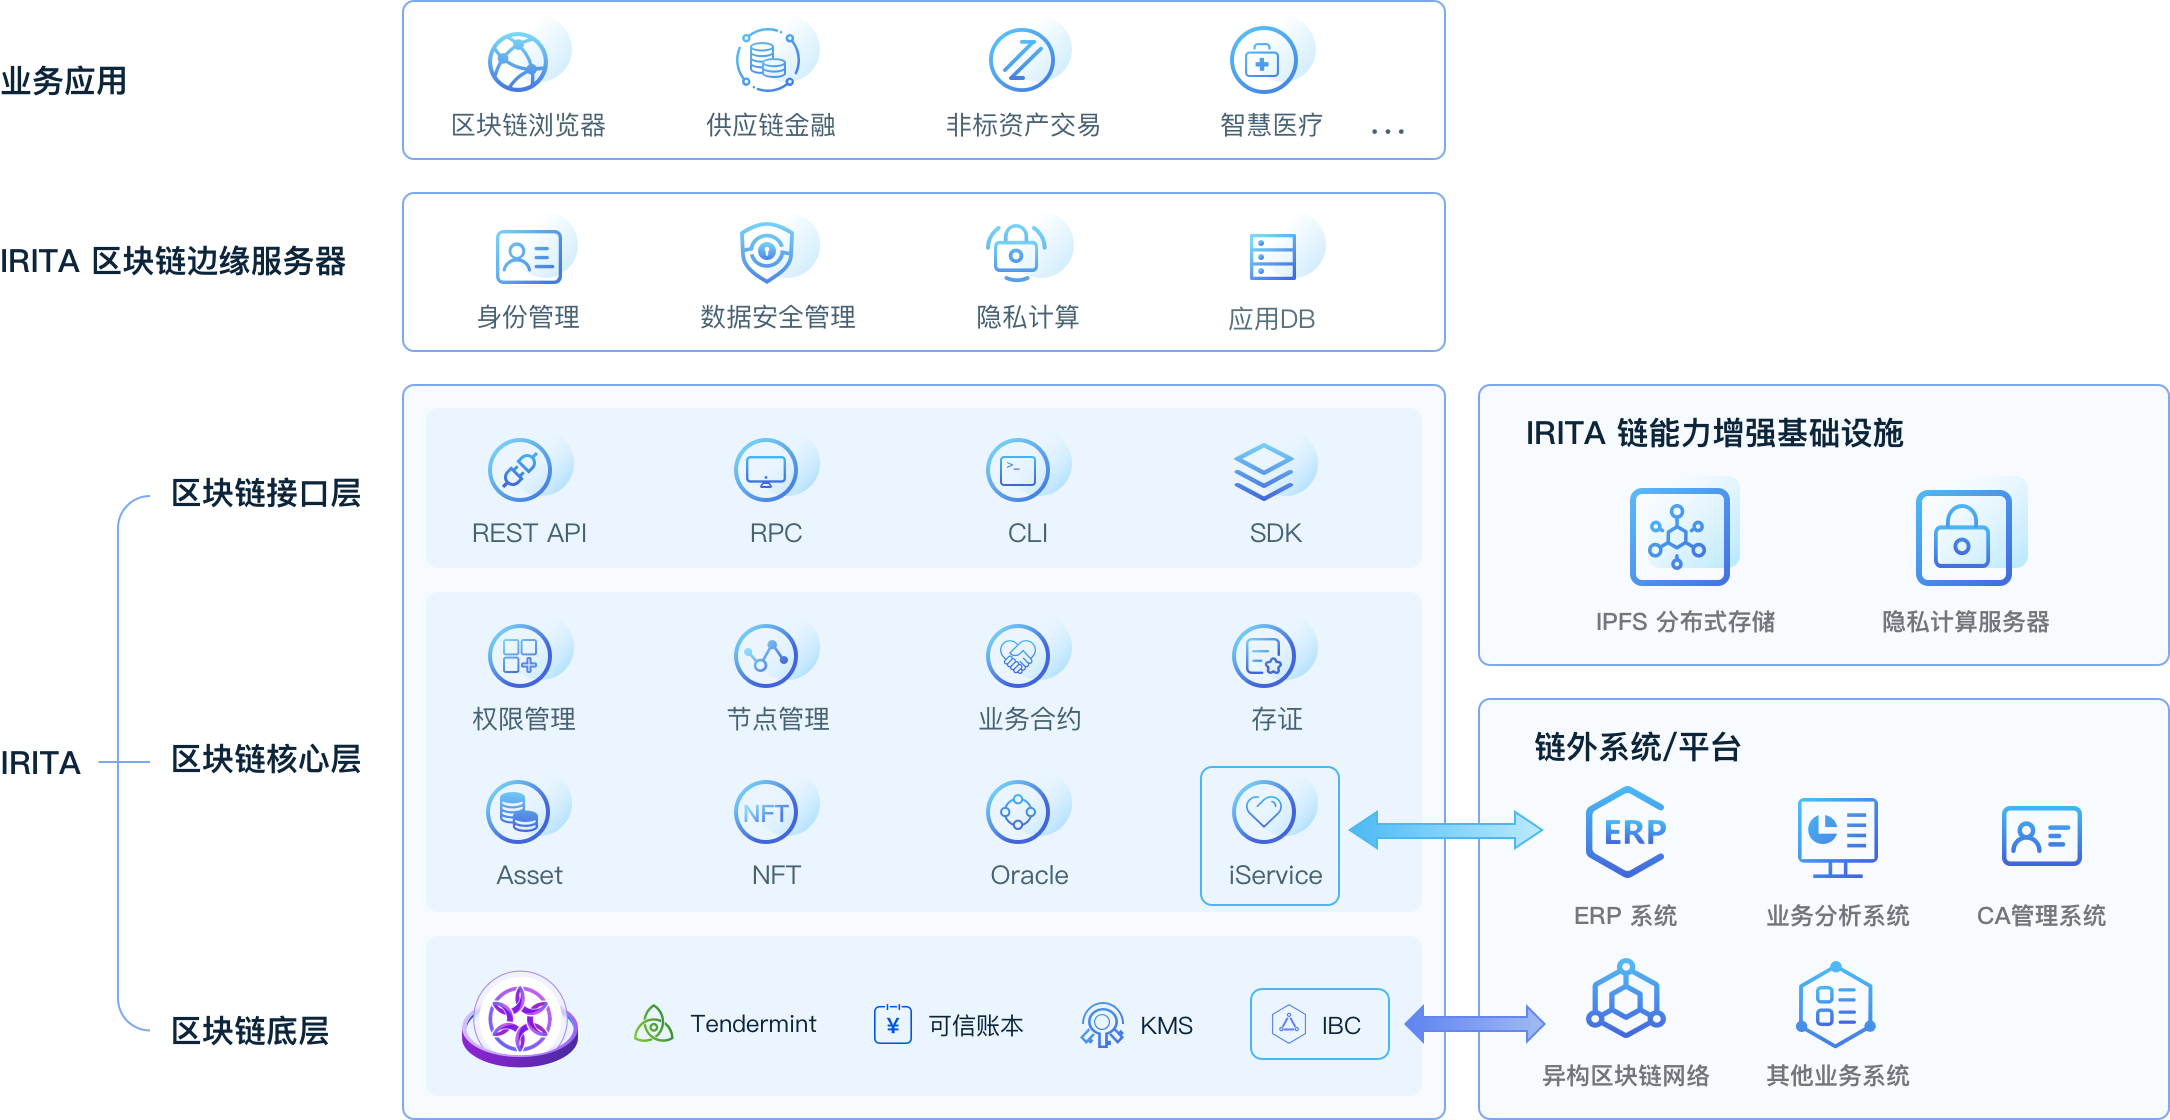 业务应用
区块链浏览器
供应链金融
非标资产交易
智慧医疗
...
IRITA 区块链边缘服务器
身份管理
数据安全管理
隐私计算
应用DB
IRITA
区块链接口层
REST API
RPC
CLI
SDK
区块链核心层
权限管理
节点管理
业务合约
存证
Asset
NFT
NFT
Oracle
iService
区块链底层
Tendermint
¥
可信账本
KMS
IBC
IRITA 链能力增强基础设施
IPFS 分布式存储
隐私计算服务器
链外系统/平台
ERP
ERP 系统
业务分析系统
CA管理系统
异构区块链网络
其他业务系统